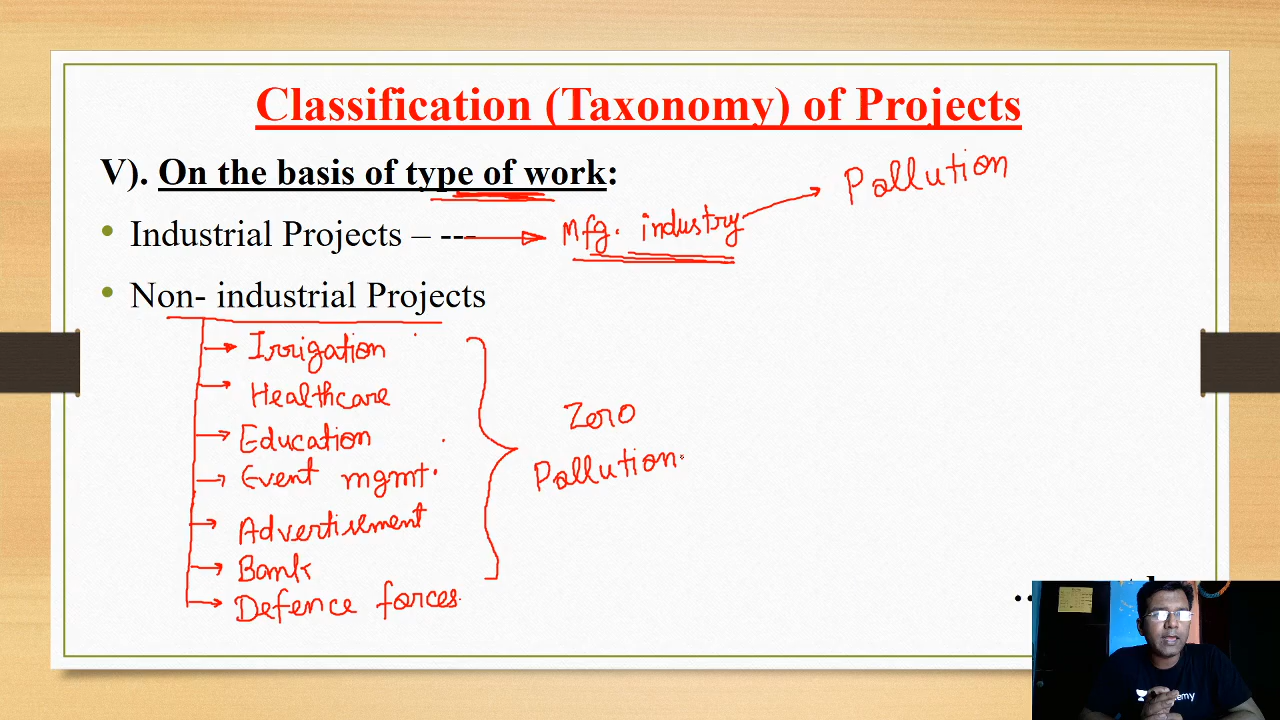 Classification (Taxonomy) of Projects
V). On the basis of type of work:
Pollution
• Industrial Projects – --- Mfg. industry
• Non- industrial Projects
Irrigation
Healthcare
Education
Event mgmt.
Advertisement
Bank
Defence forces
Zero
Pollution